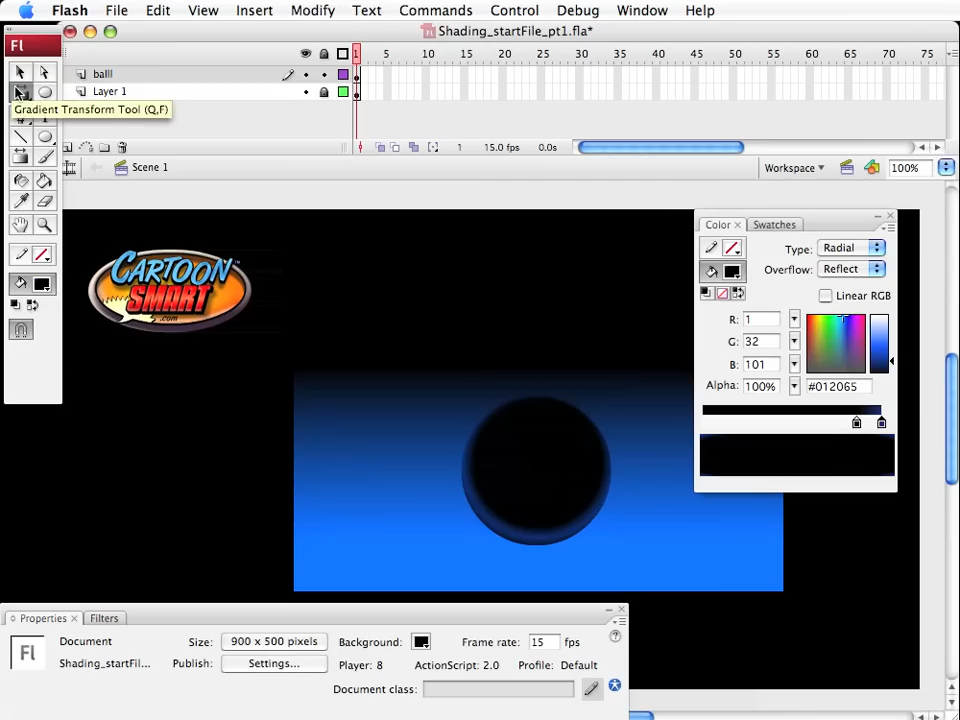 Flash File Edit View Insert Modify Text Commands Control Debug Window Help
Shading_startFile_pt1.fla*
Fl
1 5 10 15 20 25 30 35 40 45 50 55 60 65 70 75
balll
Layer 1
Gradient Transform Tool (Q,F)
1 15.0 fps 0.0s
Scene 1
Workspace
100%
CARTOON
SMART
.com
TM
Color Swatches
Type: Radial
Overflow: Reflect
Linear RGB
R: 1
G: 32
B: 101
Alpha: 100% #012065
Properties Filters
Fl
Document
Shading_startFil...
Size: 900 x 500 pixels
Background:
Frame rate: 15 fps
Publish: Settings...
Player: 8
ActionScript: 2.0
Profile: Default
Document class: